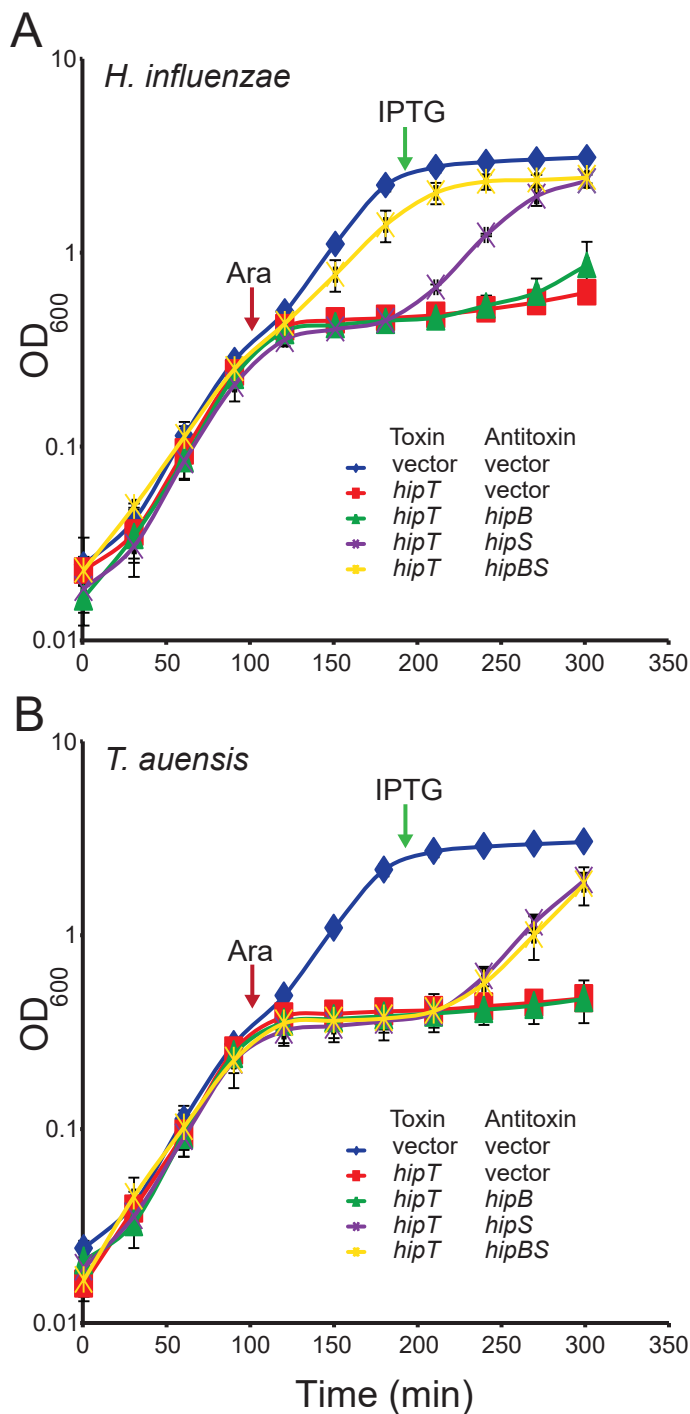 A
H. influenzae
10
1
0.1
0.01
OD600
Ara
IPTG
Toxin Antitoxin
vector vector
hipT vector
hipT hipB
hipT hipS
hipT hipBS
0 50 100 150 200 250 300 350
B
T. auensis
10
1
0.1
0.01
OD600
Ara
IPTG
Toxin Antitoxin
vector vector
hipT vector
hipT hipB
hipT hipS
hipT hipBS
0 50 100 150 200 250 300 350
Time (min)